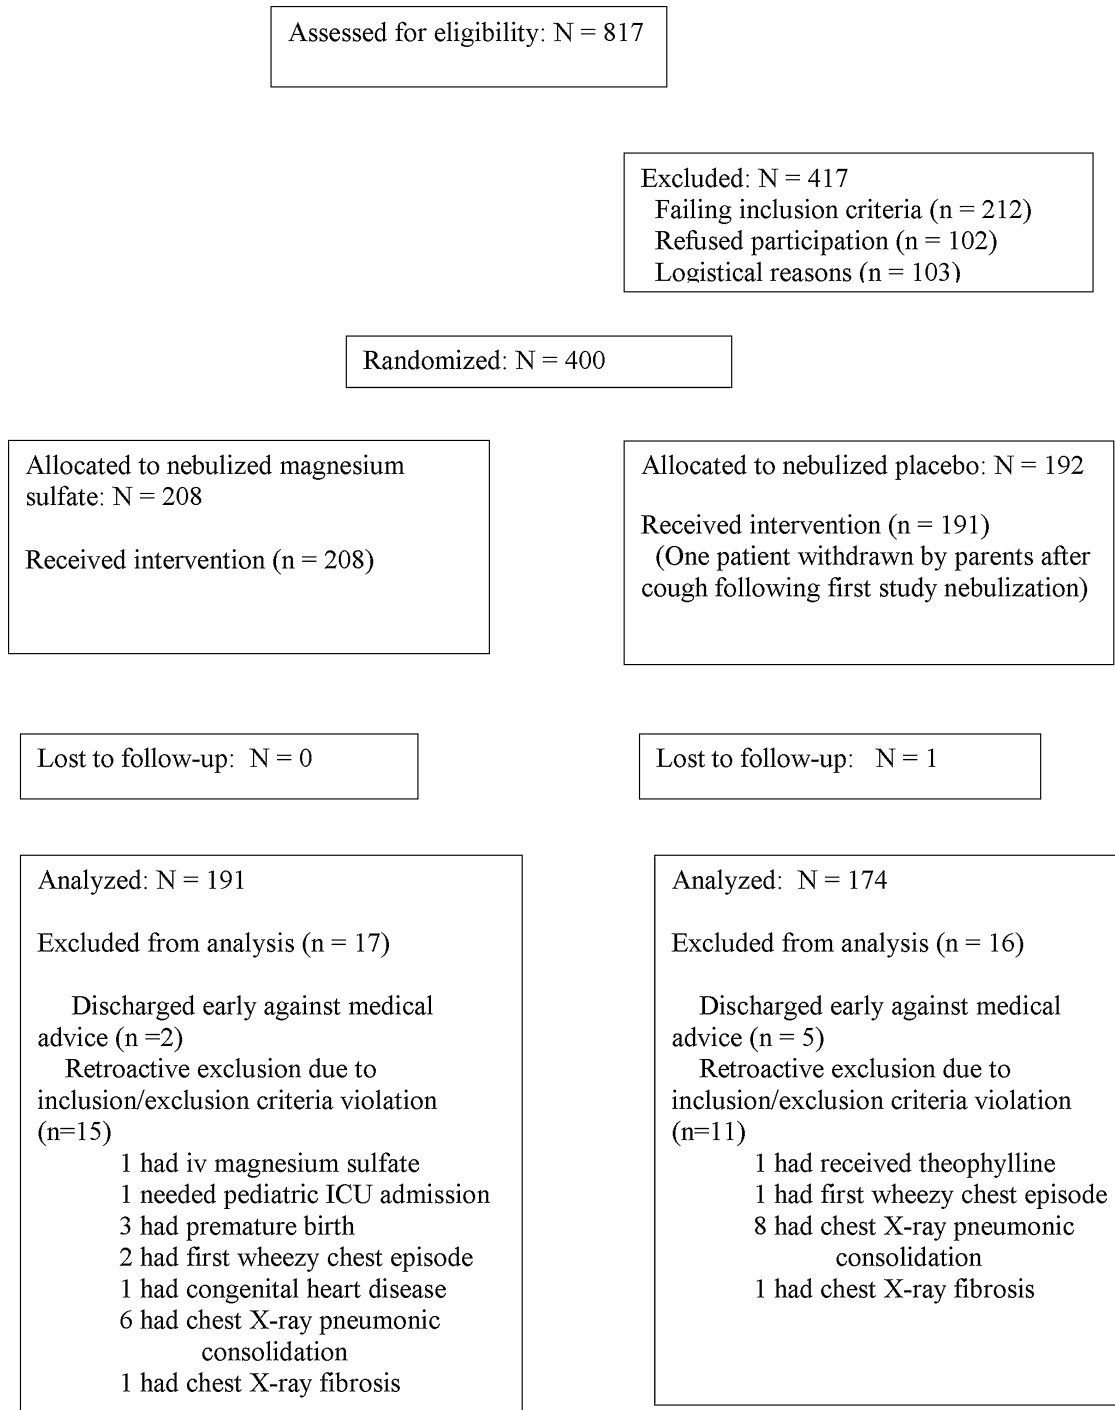 Assessed for eligibility: N = 817
Excluded: N = 417
Failing inclusion criteria (n = 212)
Refused participation (n = 102)
Logistical reasons (n = 103)
Randomized: N = 400
Allocated to nebulized magnesium
sulfate: N = 208
Received intervention (n = 208)
Allocated to nebulized placebo: N = 192
Received intervention (n = 191)
(One patient withdrawn by parents after
cough following first study nebulization)
Lost to follow-up: N = 0
Lost to follow-up: N = 1
Analyzed: N = 191
Excluded from analysis (n = 17)
Discharged early against medical
advice (n =2)
Retroactive exclusion due to
inclusion/exclusion criteria violation
(n=15)
1 had iv magnesium sulfate
1 needed pediatric ICU admission
3 had premature birth
2 had first wheezy chest episode
1 had congenital heart disease
6 had chest X-ray pneumonic
consolidation
1 had chest X-ray fibrosis
Analyzed: N = 174
Excluded from analysis (n = 16)
Discharged early against medical
advice (n = 5)
Retroactive exclusion due to
inclusion/exclusion criteria violation
(n=11)
1 had received theophylline
1 had first wheezy chest episode
8 had chest X-ray pneumonic
consolidation
1 had chest X-ray fibrosis